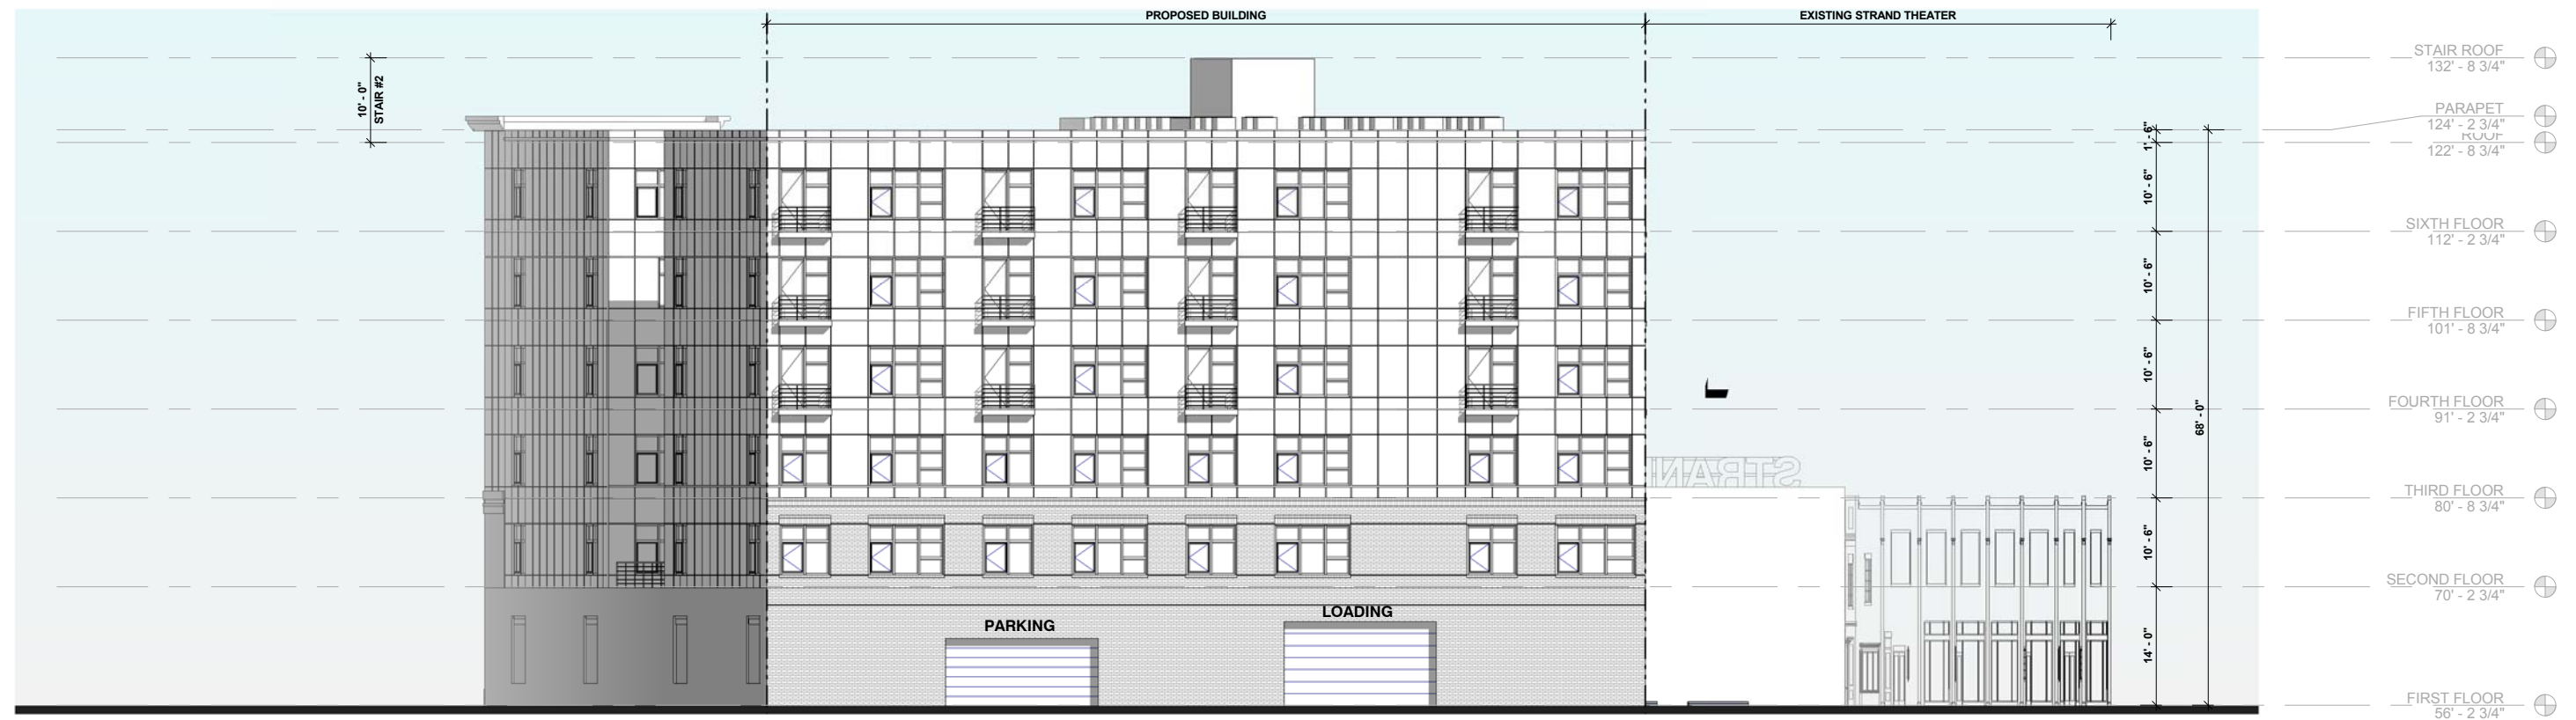 PROPOSED BUILDING
EXISTING STRAND THEATER
10' - 0"
STAIR #2
STAIR ROOF
132' - 8 3/4"
PARAPET
124' - 2 3/4"
ROOF
122' - 8 3/4"
1' - 6"
10' - 6"
SIXTH FLOOR
112' - 2 3/4"
10' - 6"
FIFTH FLOOR
101' - 8 3/4"
10' - 6"
FOURTH FLOOR
91' - 2 3/4"
68' - 0"
10' - 6"
STRAN
THIRD FLOOR
80' - 8 3/4"
10' - 6"
SECOND FLOOR
70' - 2 3/4"
PARKING
LOADING
14' - 0"
FIRST FLOOR
56' - 2 3/4"